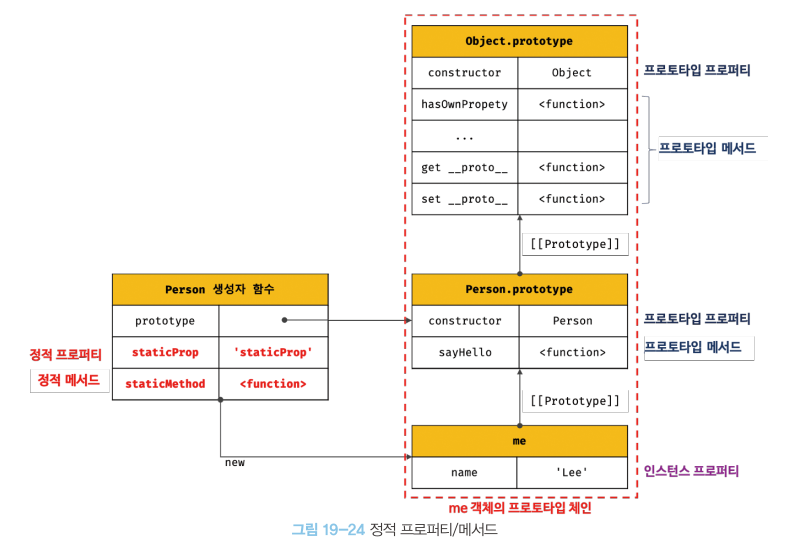 Object.prototype
constructor Object 프로토타입 프로퍼티
hasOwnPropety <function>
...
프로토타입 메서드
get __proto__ <function>
set __proto__ <function>
[[Prototype]]
Person 생성자 함수
Person.prototype
prototype
constructor Person 프로토타입 프로퍼티
정적 프로퍼티 staticProp 'staticProp'
sayHello <function> 프로토타입 메서드
정적 메서드 staticMethod <function>
[[Prototype]]
me
new
name 'Lee' 인스턴스 프로퍼티
me 객체의 프로토타입 체인
그림 19-24 정적 프로퍼티/메서드